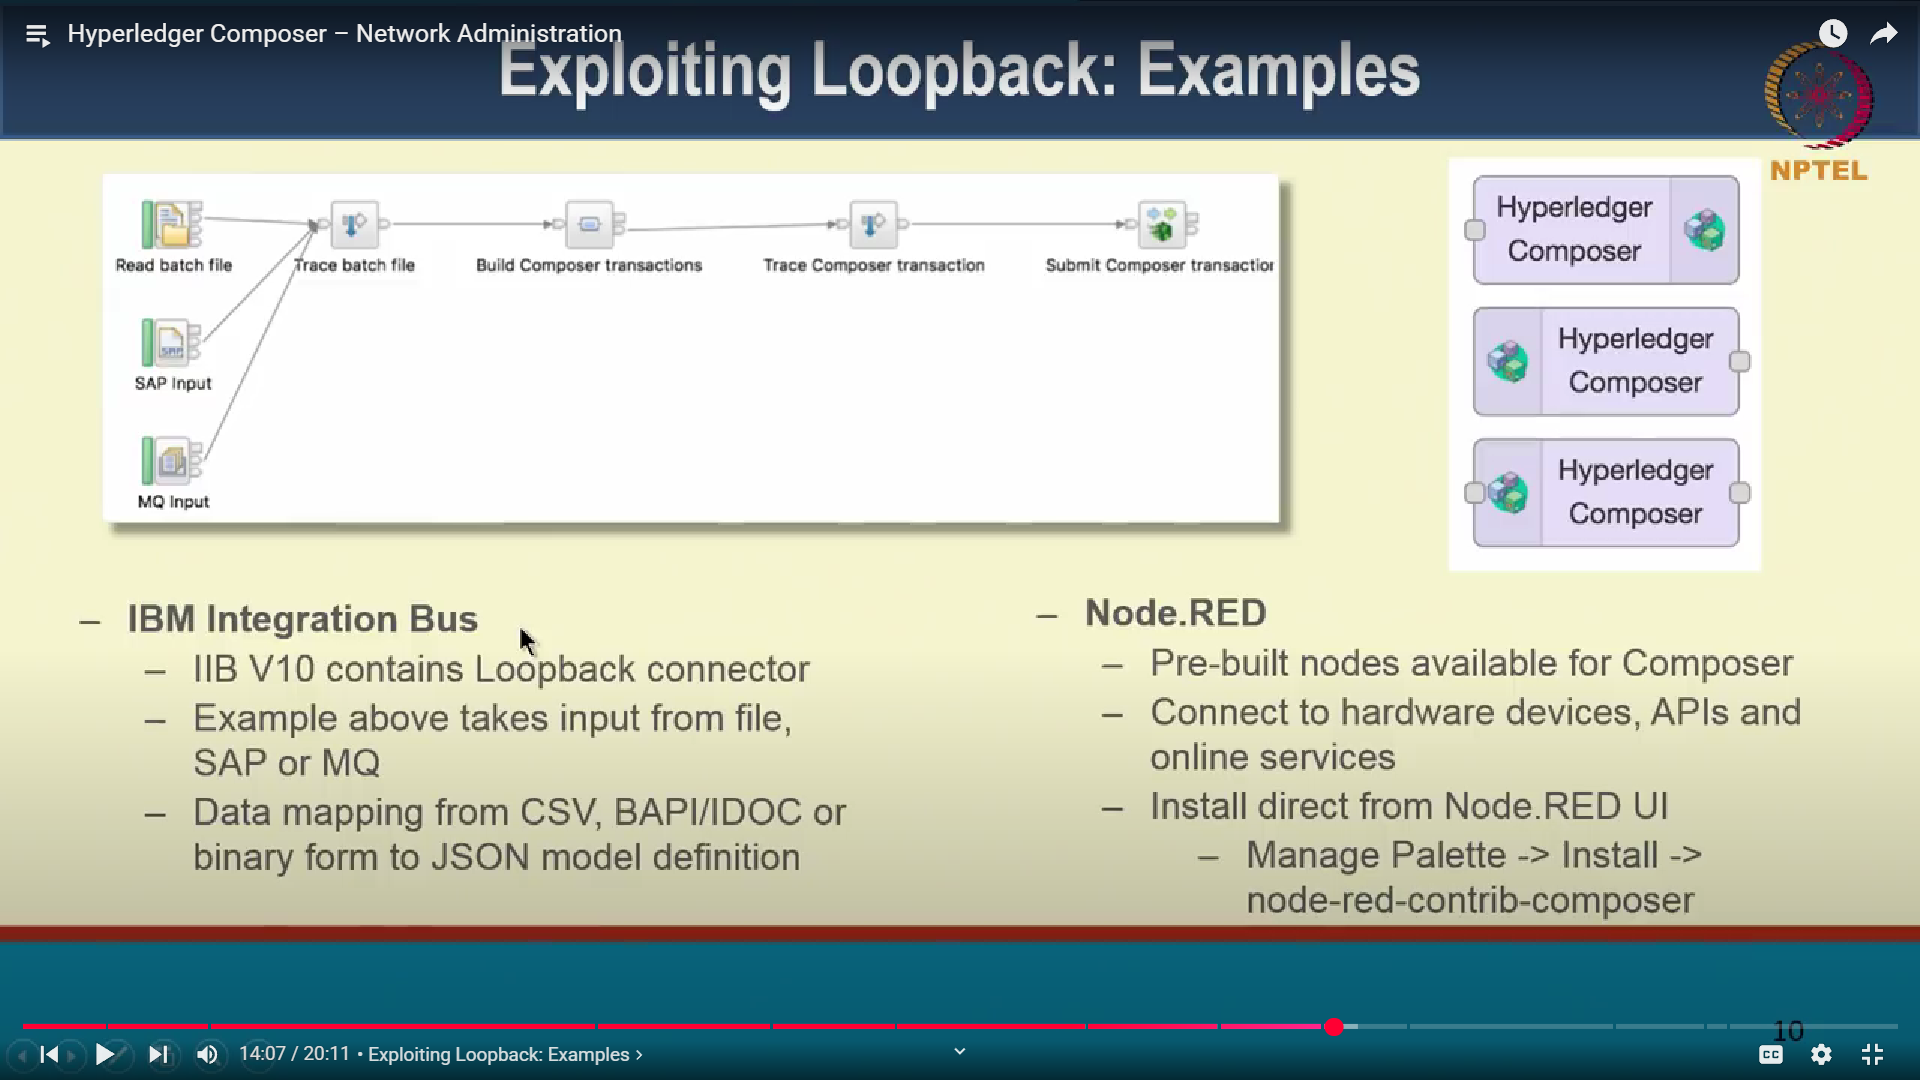 Hyperledger Composer – Network Administration
Exploiting Loopback: Examples
NPTEL
Read batch file
Trace batch file
Build Composer transactions
Trace Composer transaction
Submit Composer transaction
SAP
SAP Input
MQ Input
Hyperledger
Composer
Hyperledger
Composer
Hyperledger
Composer
– IBM Integration Bus
– IIB V10 contains Loopback connector
– Example above takes input from file,
SAP or MQ
– Data mapping from CSV, BAPI/IDOC or
binary form to JSON model definition
– Node.RED
– Pre-built nodes available for Composer
– Connect to hardware devices, APIs and
online services
– Install direct from Node.RED UI
– Manage Palette -> Install ->
node-red-contrib-composer
10
14:07 / 20:11 • Exploiting Loopback: Examples ›
CC